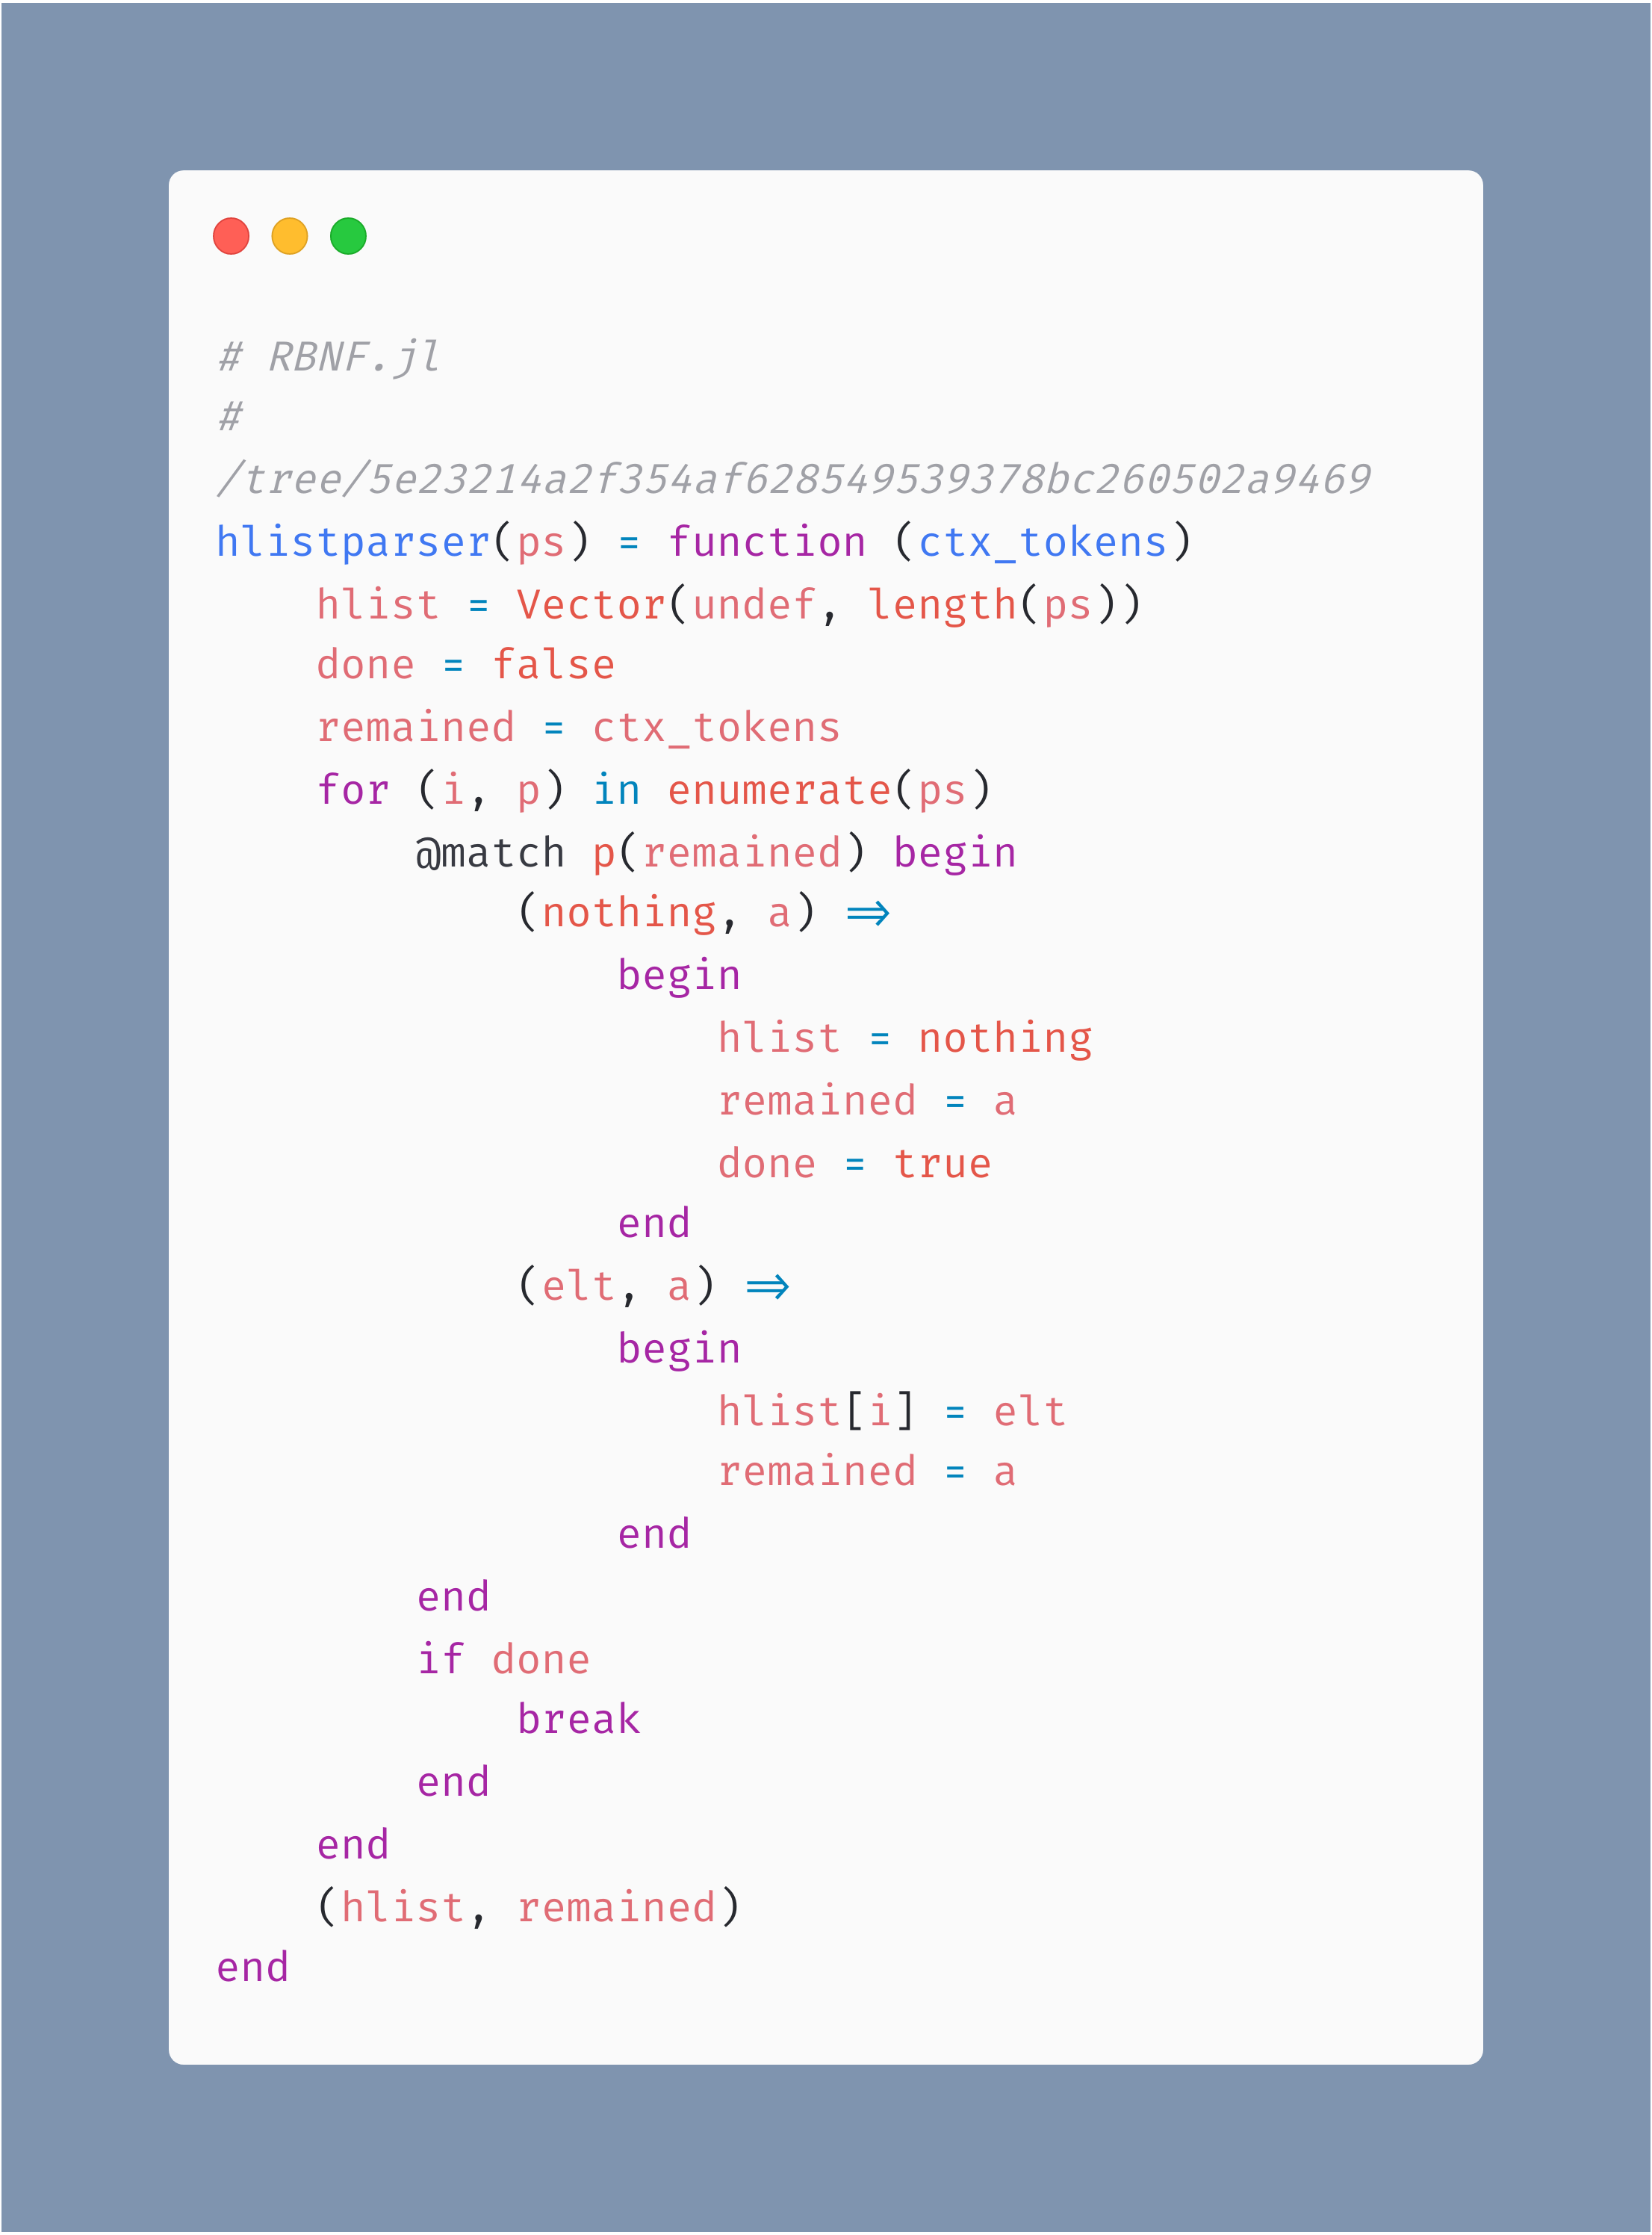 # RBNF.jl
#
/tree/5e23214a2f354af628549539378bc260502a9469
hlistparser(ps) = function (ctx_tokens)
    hlist = Vector(undef, length(ps))
    done = false
    remained = ctx_tokens
    for (i, p) in enumerate(ps)
        @match p(remained) begin
            (nothing, a) =>
                begin
                    hlist = nothing
                    remained = a
                    done = true
                end
            (elt, a) =>
                begin
                    hlist[i] = elt
                    remained = a
                end
        end
        if done
            break
        end
    end
    (hlist, remained)
end